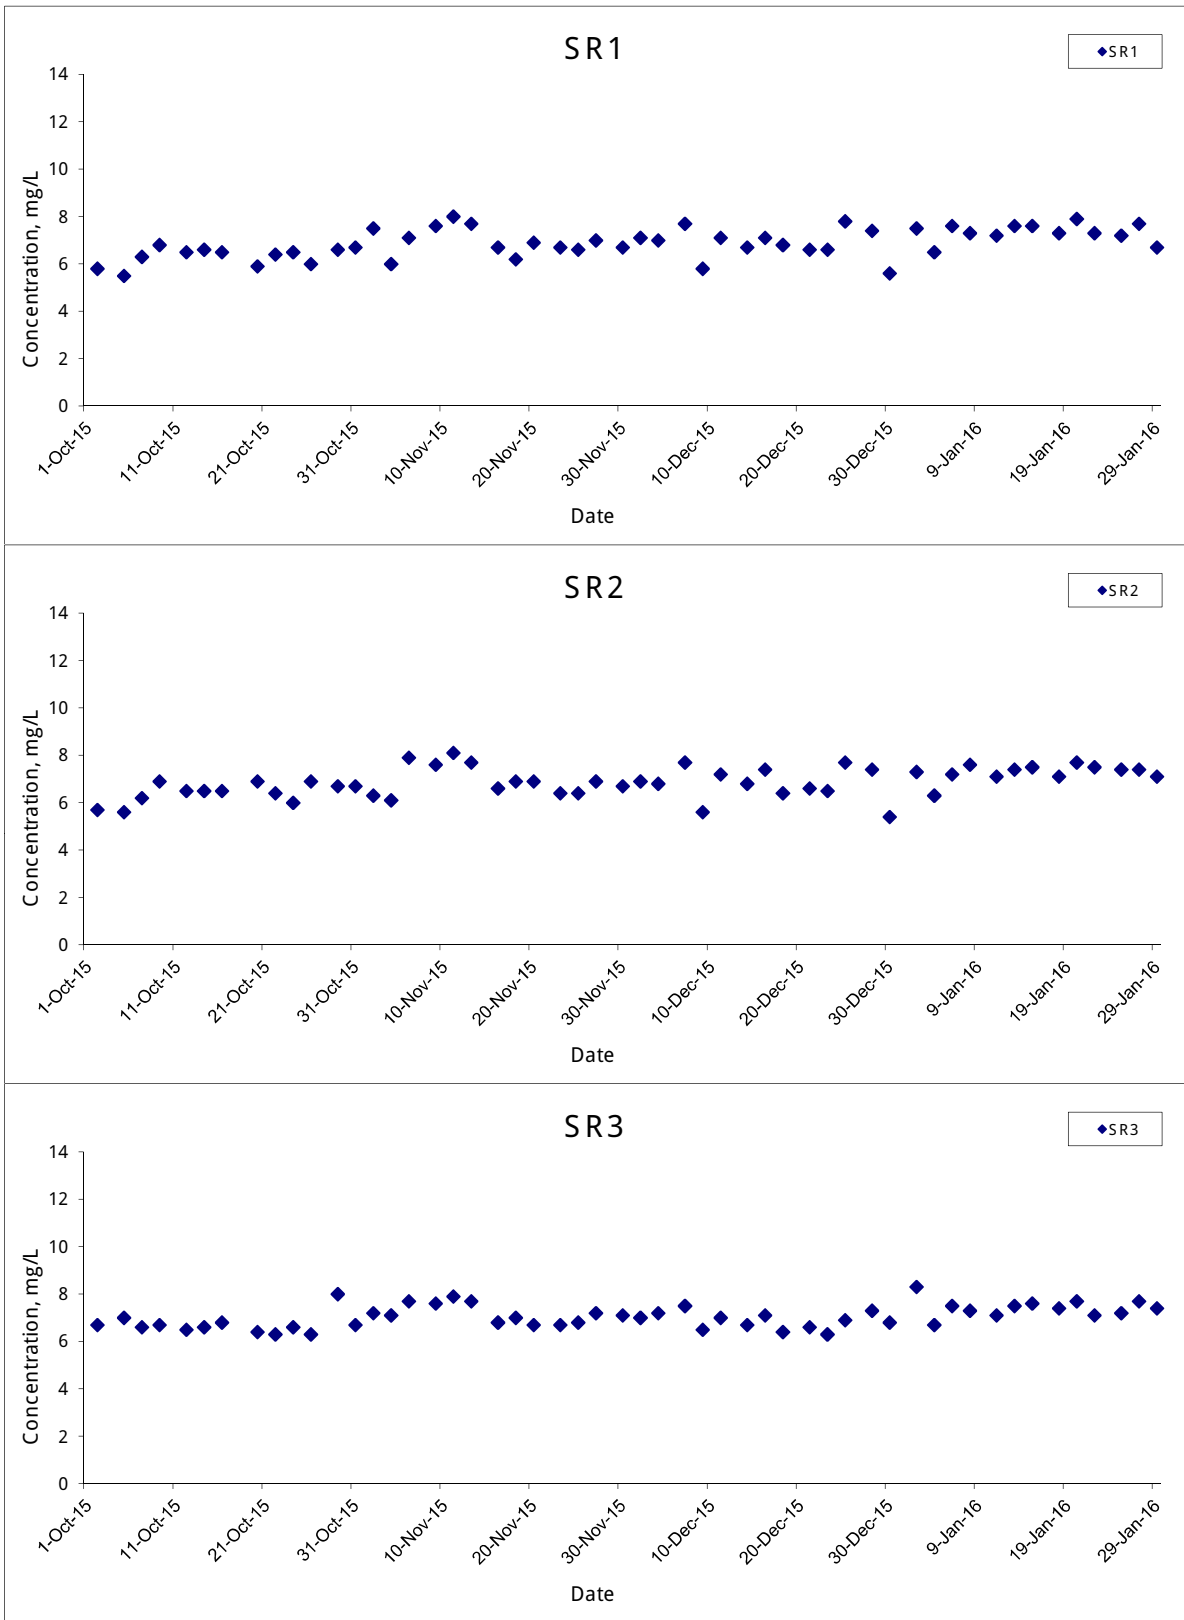 SR1
SR1
14
12
10
8
6
4
2
0
Concentration, mg/L
1-Oct-15 11-Oct-15 21-Oct-15 31-Oct-15 10-Nov-15 20-Nov-15 30-Nov-15 10-Dec-15 20-Dec-15 30-Dec-15 9-Jan-16 19-Jan-16 29-Jan-16
Date
SR2
SR2
14
12
10
8
6
4
2
0
Concentration, mg/L
1-Oct-15 11-Oct-15 21-Oct-15 31-Oct-15 10-Nov-15 20-Nov-15 30-Nov-15 10-Dec-15 20-Dec-15 30-Dec-15 9-Jan-16 19-Jan-16 29-Jan-16
Date
SR3
SR3
14
12
10
8
6
4
2
0
Concentration, mg/L
1-Oct-15 11-Oct-15 21-Oct-15 31-Oct-15 10-Nov-15 20-Nov-15 30-Nov-15 10-Dec-15 20-Dec-15 30-Dec-15 9-Jan-16 19-Jan-16 29-Jan-16
Date